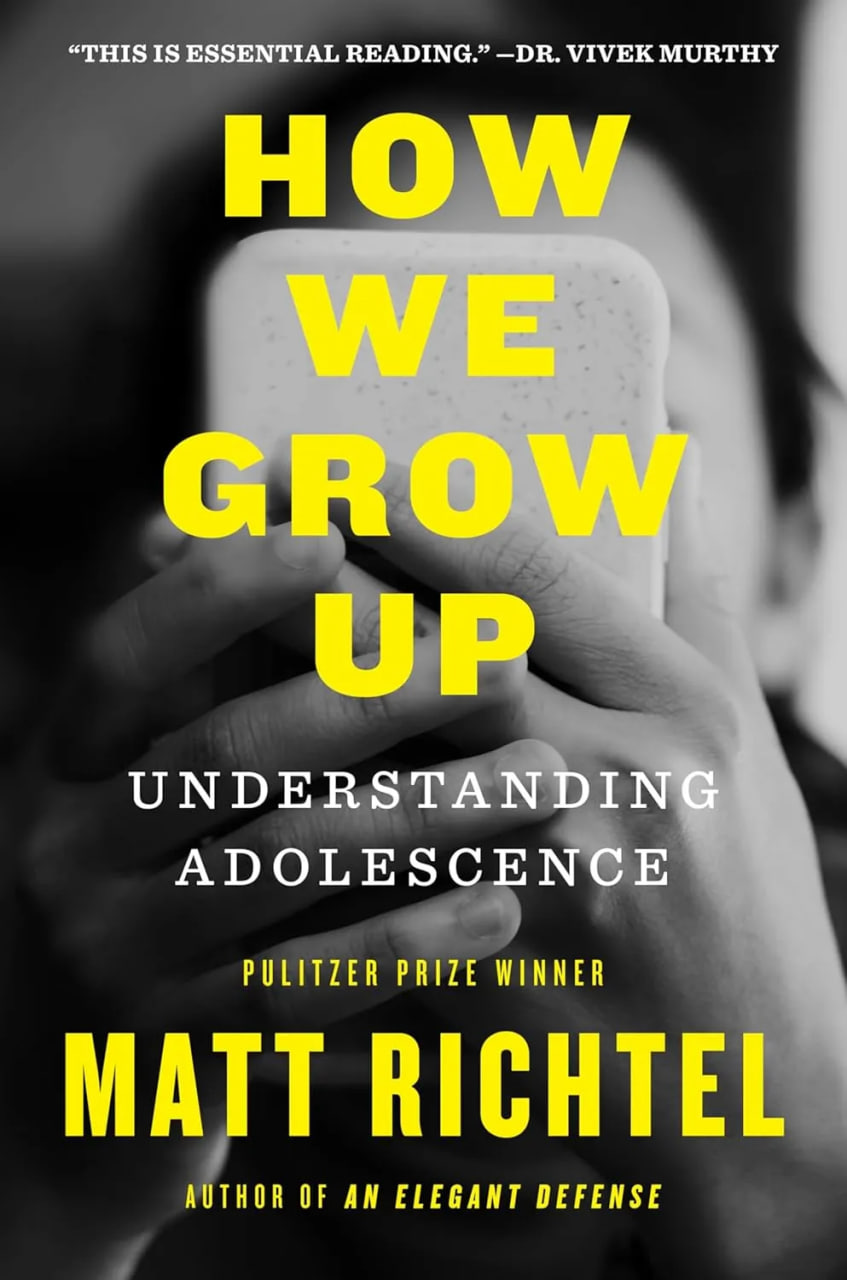 “THIS IS ESSENTIAL READING.” —DR. VIVEK MURTHY
HOW
WE
GROW
UP
UNDERSTANDING
ADOLESCENCE
PULITZER PRIZE WINNER
MATT RICHTEL
AUTHOR OF AN ELEGANT DEFENSE